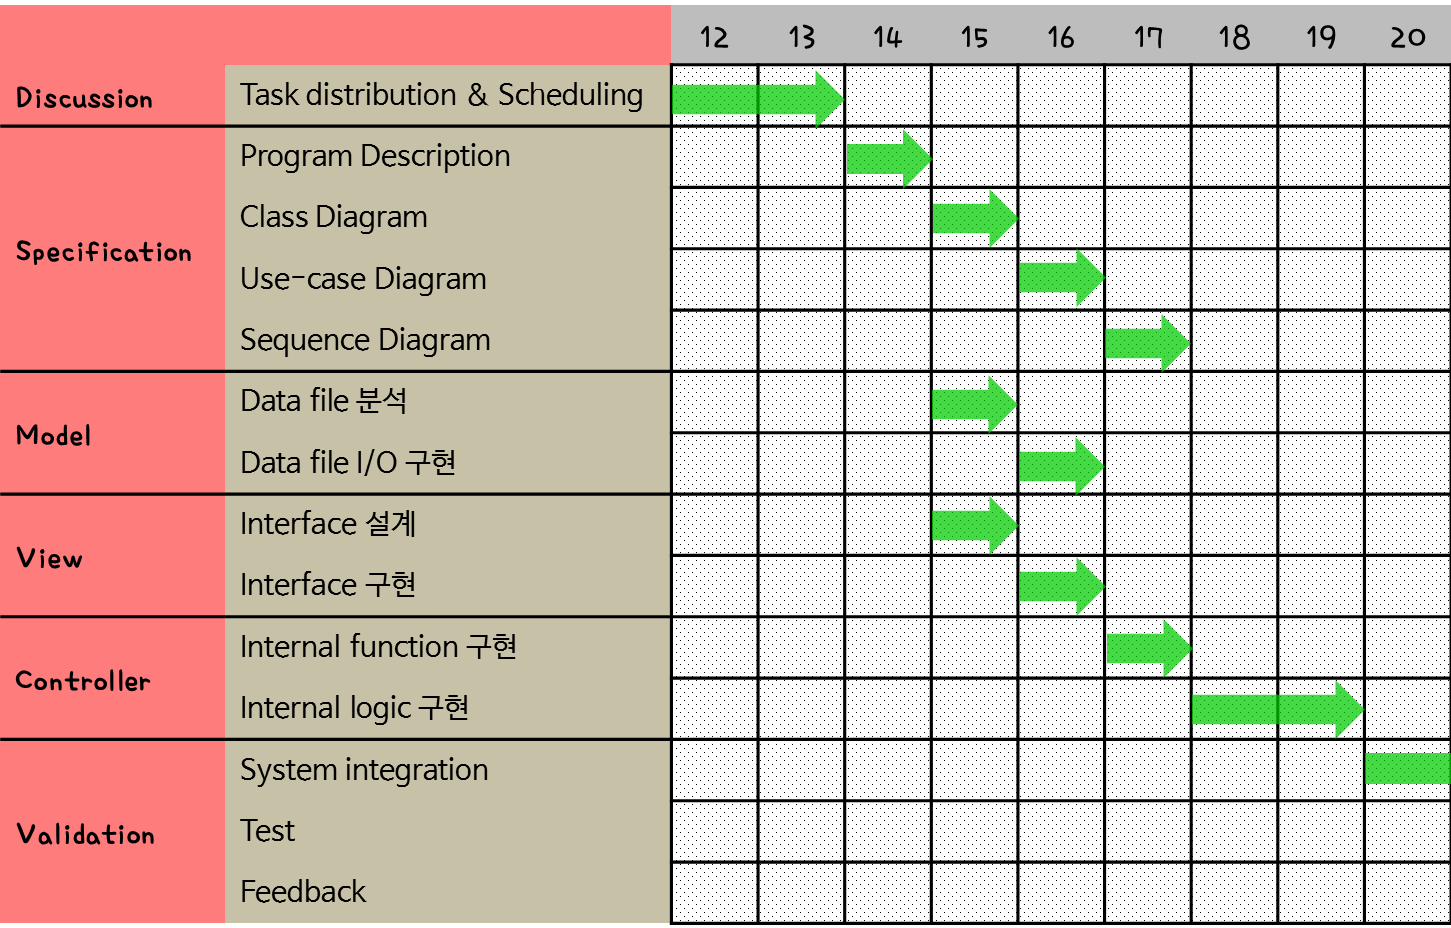 12 13 14 15 16 17 18 19 20
Discussion
Task distribution & Scheduling
Specification
Program Description
Class Diagram
Use-case Diagram
Sequence Diagram
Model
Data file 분석
Data file I/O 구현
View
Interface 설계
Interface 구현
Controller
Internal function 구현
Internal logic 구현
Validation
System integration
Test
Feedback